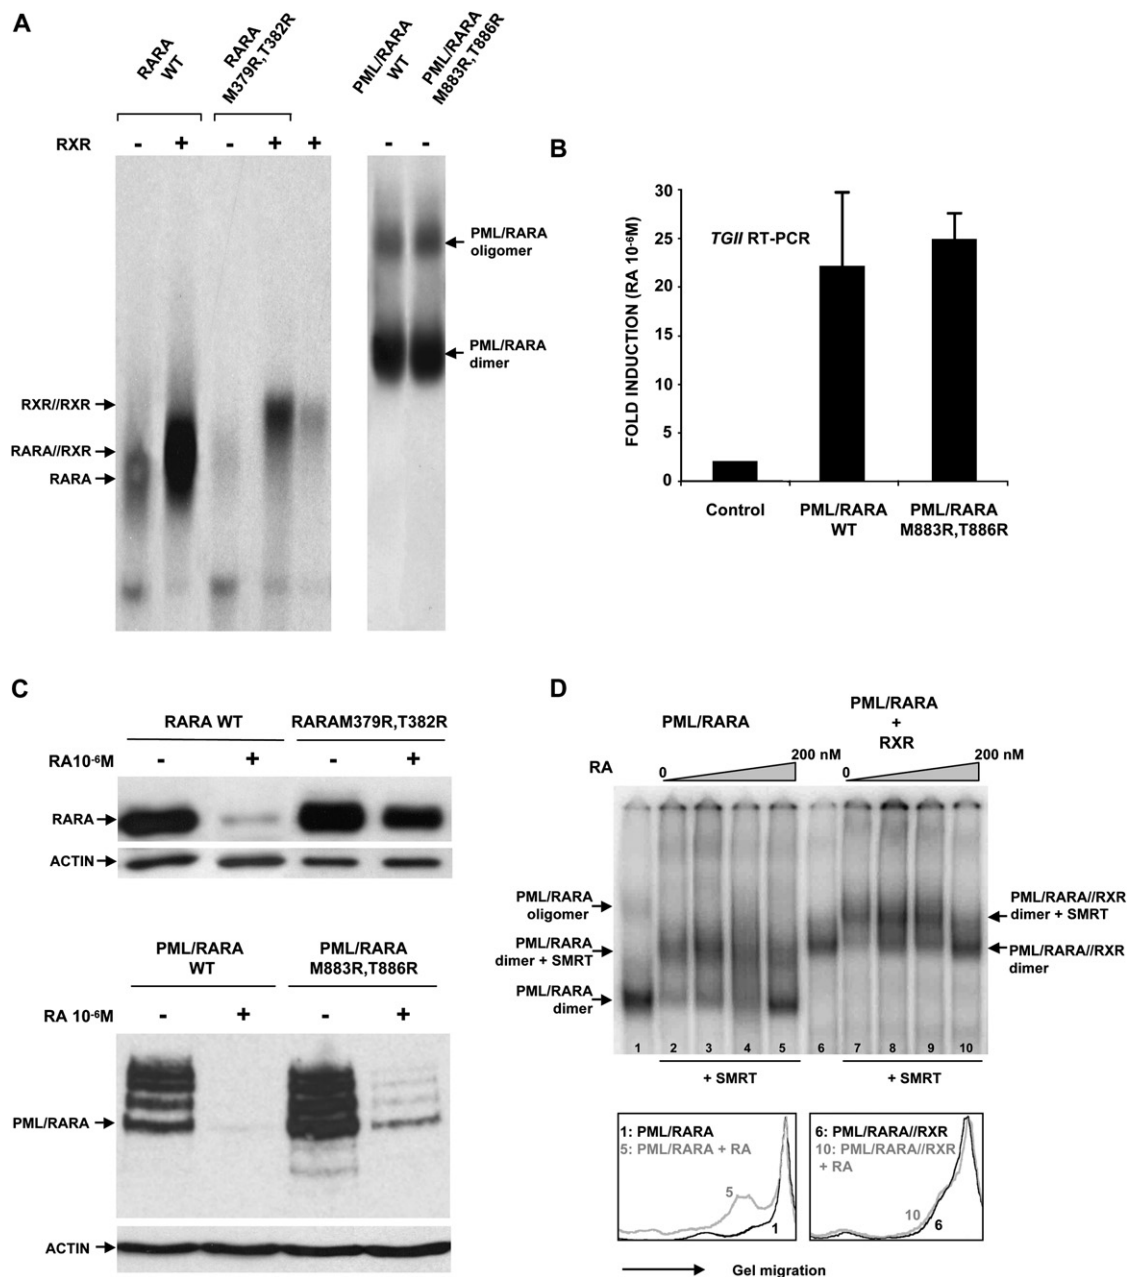 A
RARA
WT
RARA
M379R,T382R
PML/RARA
WT
PML/RARA
M883R,T886R
RXR - + - + + - -
PML/RARA
oligomer
PML/RARA
dimer
RXR//RXR
RARA//RXR
RARA
B
FOLD INDUCTION (RA 10-6M)
30
25
20
15
10
5
0
TGII RT-PCR
Control
PML/RARA
WT
PML/RARA
M883R,T886R
C
RARA WT RARAM379R,T382R
RA10-6M - + - +
RARA
ACTIN
PML/RARA
WT
PML/RARA
M883R,T886R
RA 10-6M - + - +
PML/RARA
ACTIN
D
PML/RARA
PML/RARA
+
RXR
RA 0 200 nM 0 200 nM
PML/RARA
oligomer
PML/RARA
dimer + SMRT
PML/RARA
dimer
PML/RARA//RXR
dimer + SMRT
PML/RARA//RXR
dimer
1 2 3 4 5 6 7 8 9 10
+ SMRT + SMRT
1: PML/RARA
5: PML/RARA + RA
5
1
6: PML/RARA//RXR
10: PML/RARA//RXR
+ RA
10
6
Gel migration